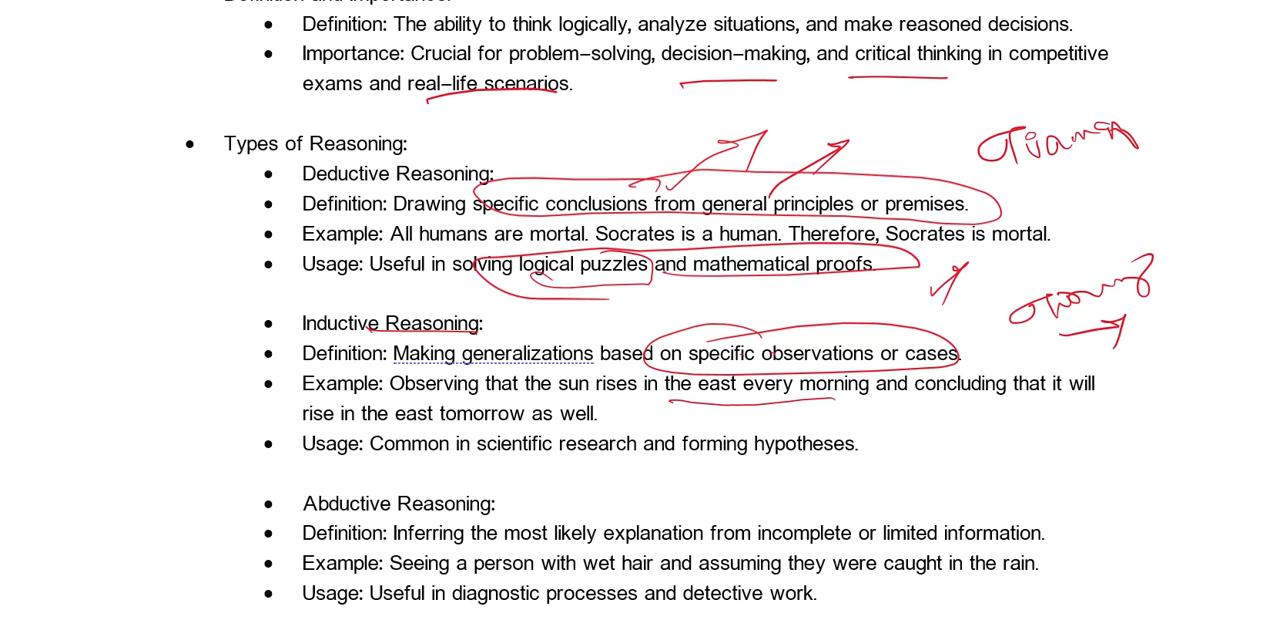 • Definition: The ability to think logically, analyze situations, and make reasoned decisions.
• Importance: Crucial for problem-solving, decision-making, and critical thinking in competitive
exams and real-life scenarios.
• Types of Reasoning:
• Deductive Reasoning:
• Definition: Drawing specific conclusions from general principles or premises.
• Example: All humans are mortal. Socrates is a human. Therefore, Socrates is mortal.
• Usage: Useful in solving logical puzzles and mathematical proofs.
• Inductive Reasoning:
• Definition: Making generalizations based on specific observations or cases.
• Example: Observing that the sun rises in the east every morning and concluding that it will
rise in the east tomorrow as well.
• Usage: Common in scientific research and forming hypotheses.
• Abductive Reasoning:
• Definition: Inferring the most likely explanation from incomplete or limited information.
• Example: Seeing a person with wet hair and assuming they were caught in the rain.
• Usage: Useful in diagnostic processes and detective work.